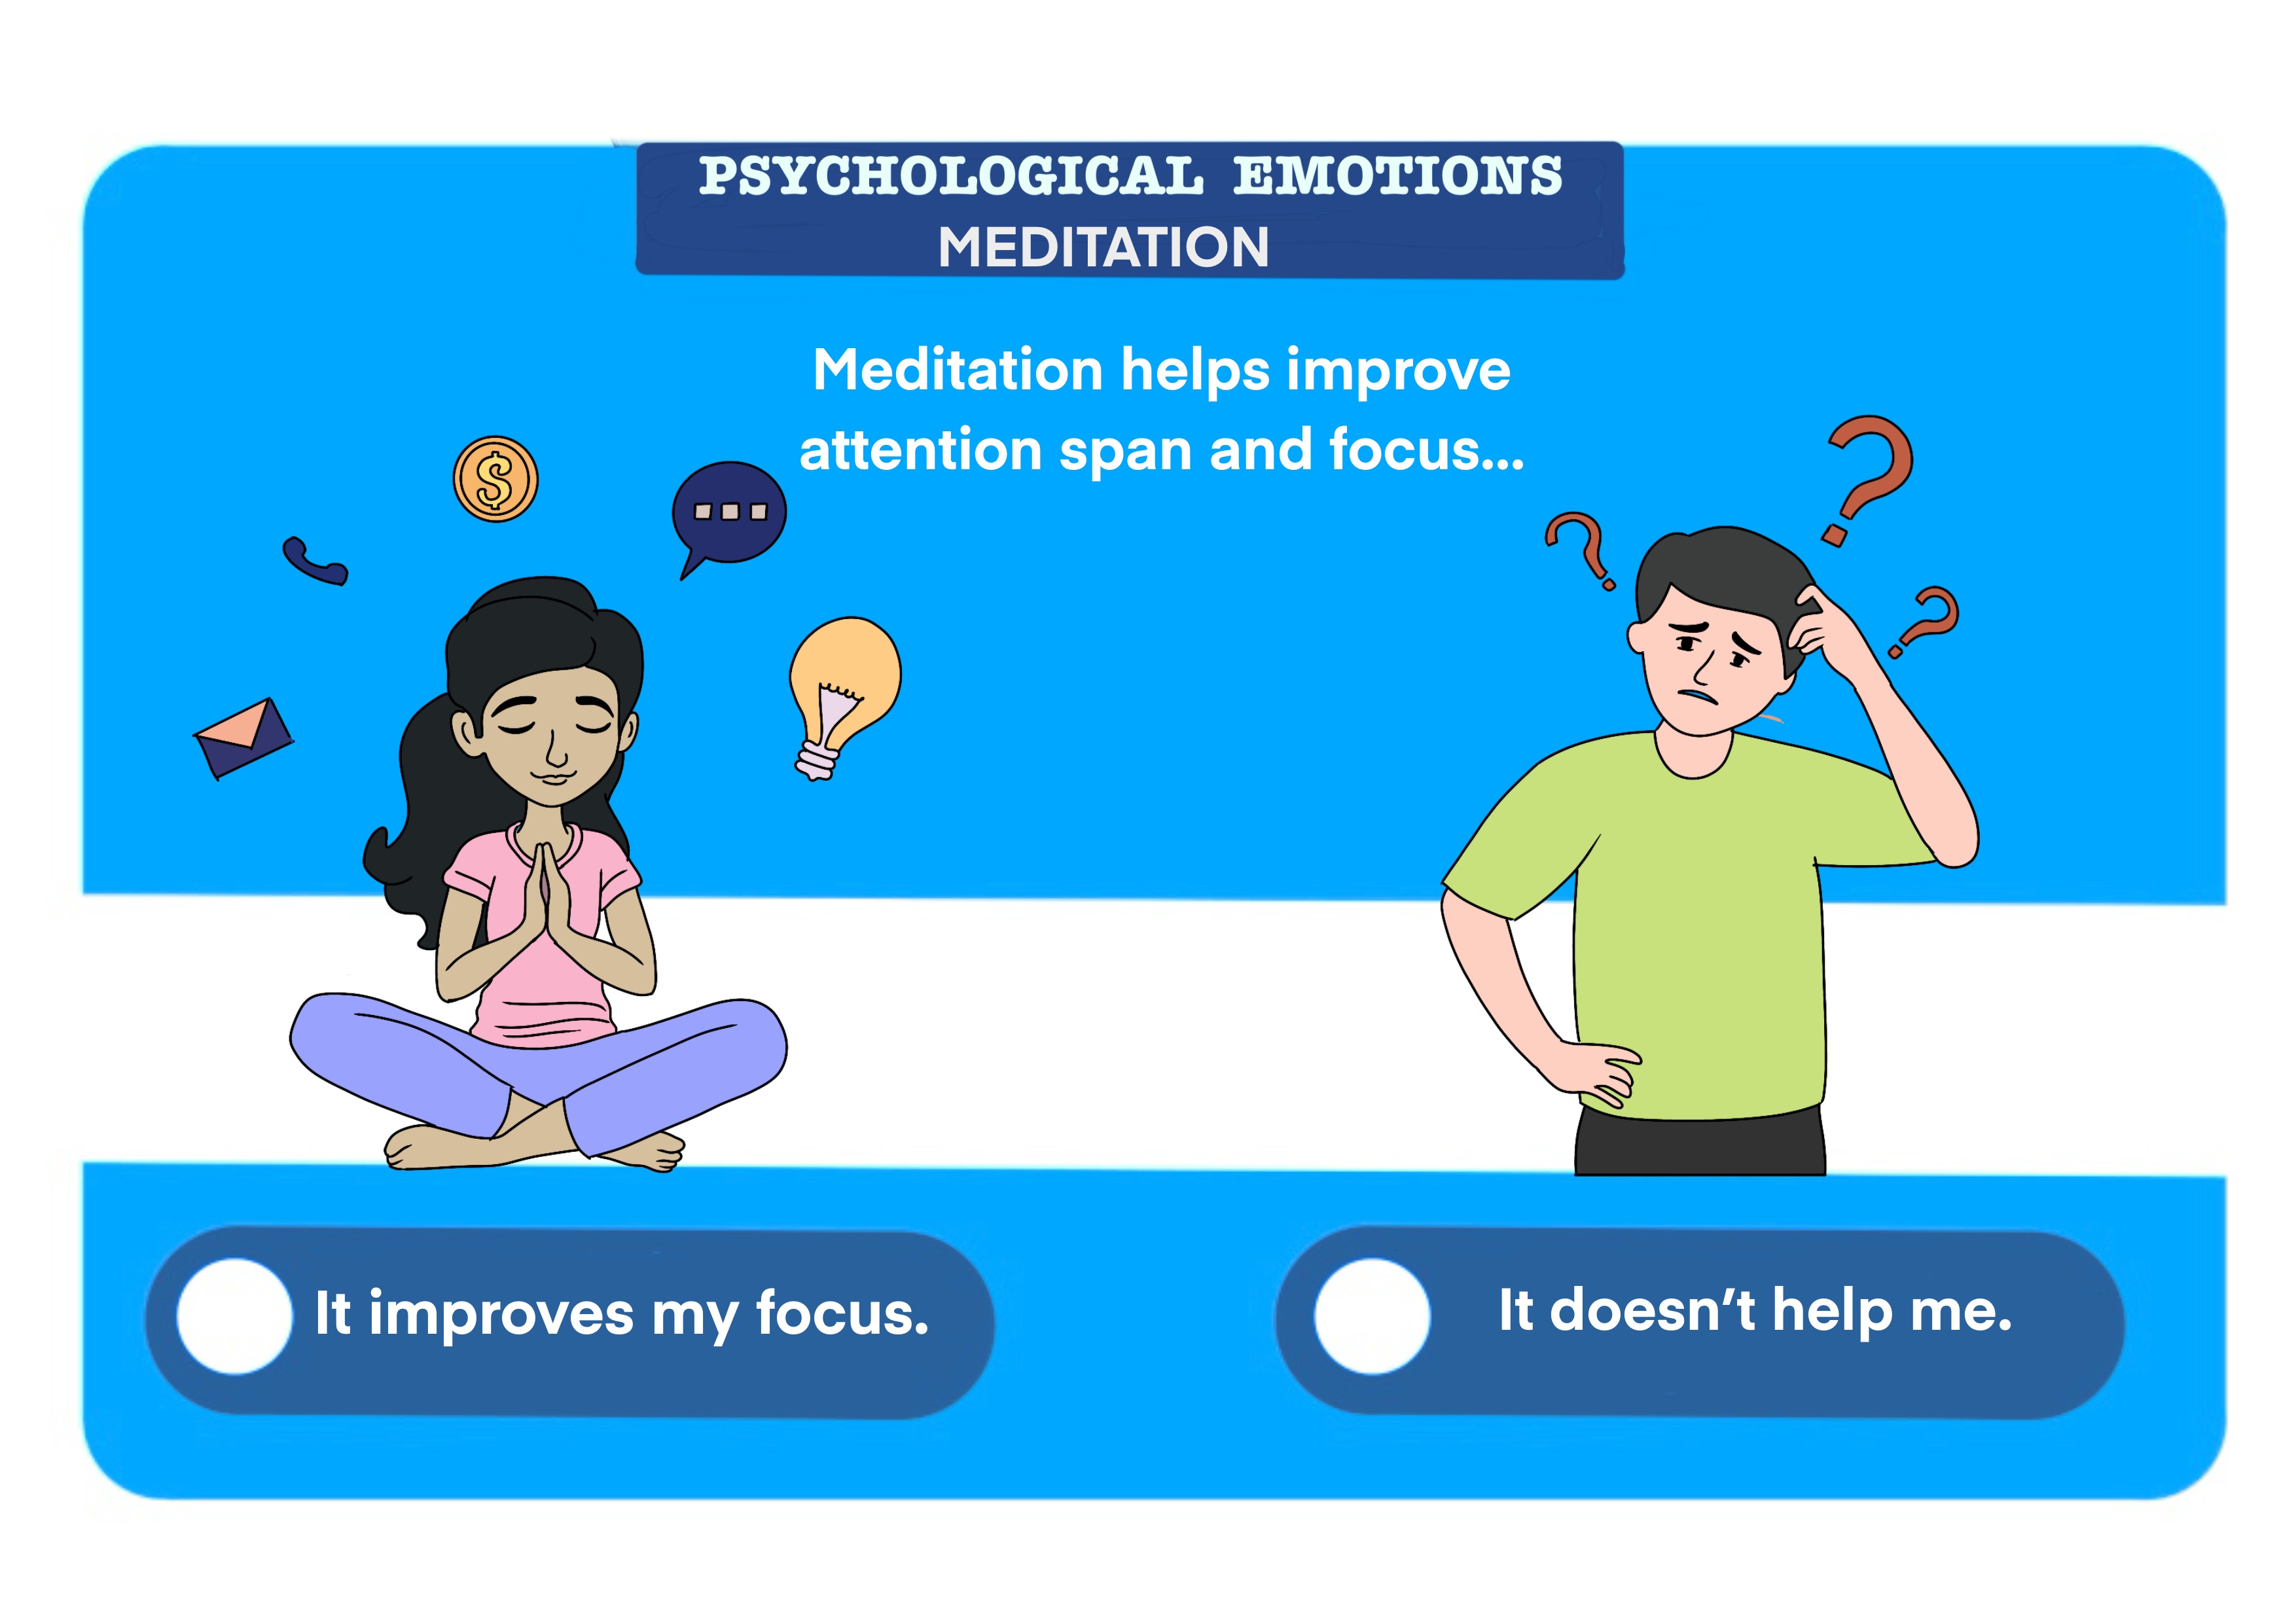 PSYCHOLOGICAL EMOTIONS
MEDITATION
Meditation helps improve
attention span and focus...
It improves my focus.
It doesn't help me.